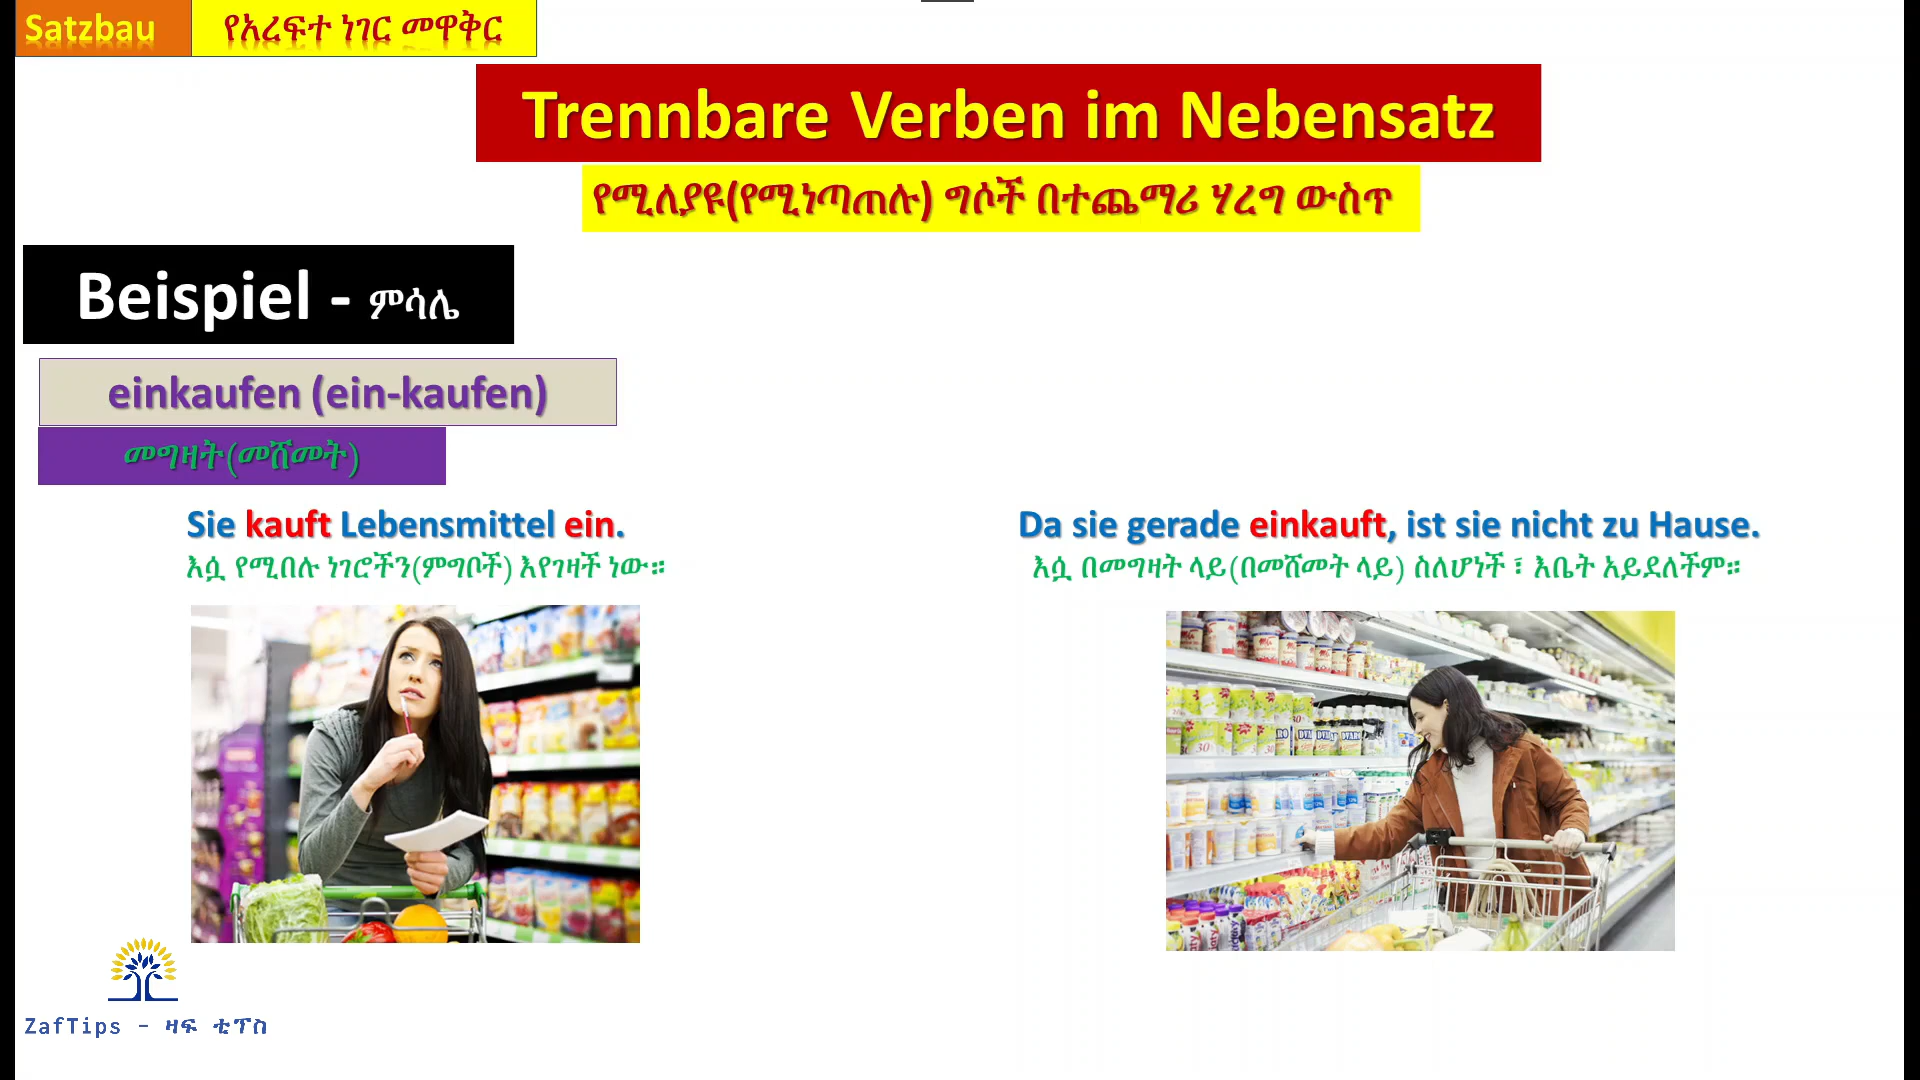 Satzbau
የአረፍተ ነገር መዋቅር
Trennbare Verben im Nebensatz
የሚለያዩ(የሚነጣጠሉ) ግሶች በተጨማሪ ሃረግ ውስጥ
Beispiel - ምሳሌ
einkaufen (ein-kaufen)
መግዛት(መሸመት)
Sie kauft Lebensmittel ein.
እሷ የሚበሉ ነገሮችን(ምግቦች) እየገዛች ነው።
Da sie gerade einkauft, ist sie nicht zu Hause.
እሷ በመግዛት ላይ(በመሸመት ላይ) ስለሆነች ፣ እቤት አይደለችም።
ZafTips - ዛፍ ቲፕስ